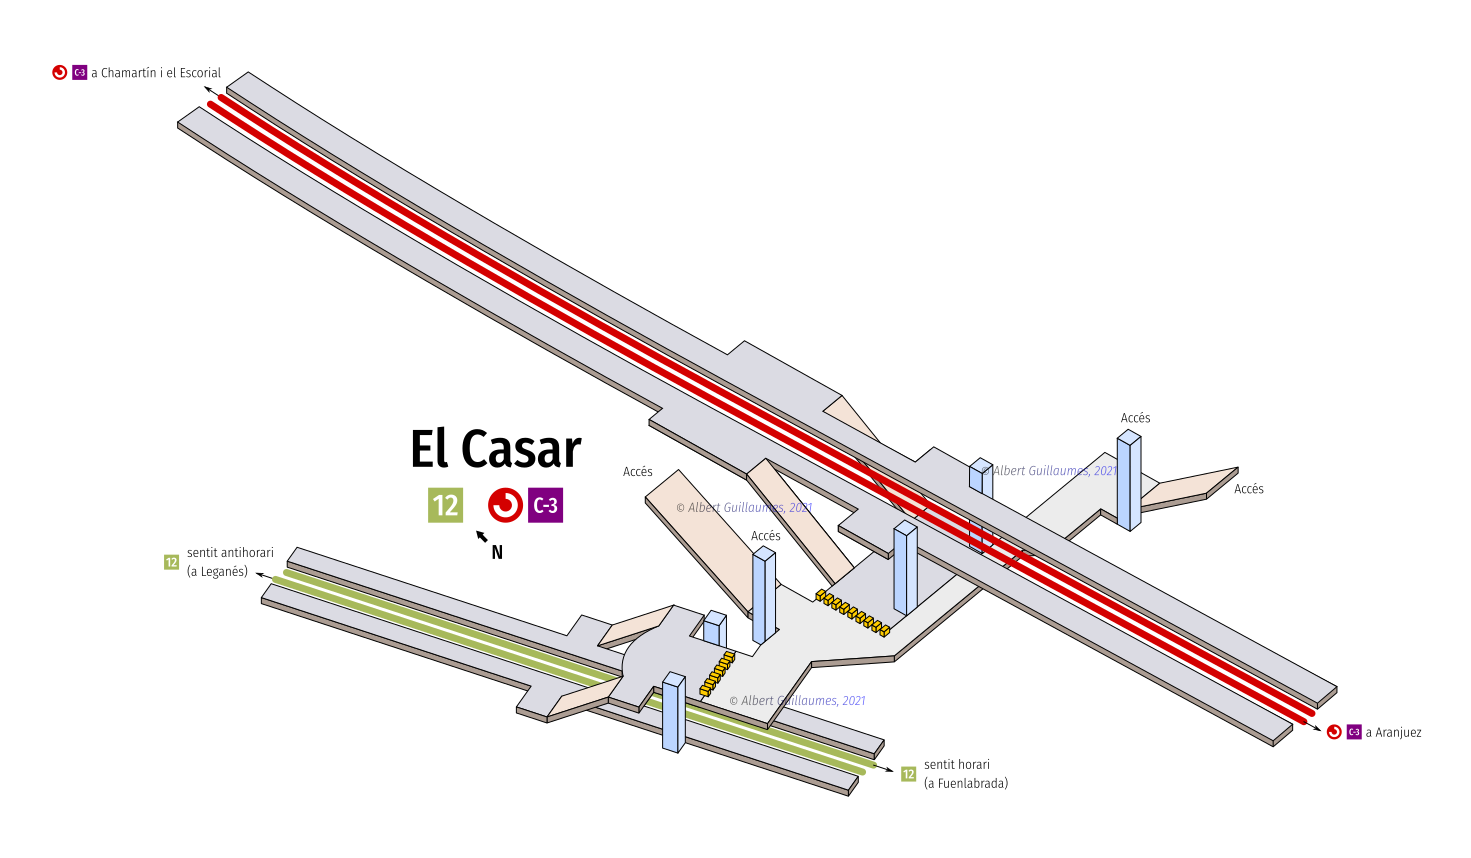 C-3 a Chamartín i el Escorial
El Casar
12 C-3
N
Accés
Accés
Accés
Accés
© Albert Guillaumes, 2021
© Albert Guillaumes, 2021
12 sentit antihorari
(a Leganés)
© Albert Guillaumes, 2021
C-3 a Aranjuez
12 sentit horari
(a Fuenlabrada)